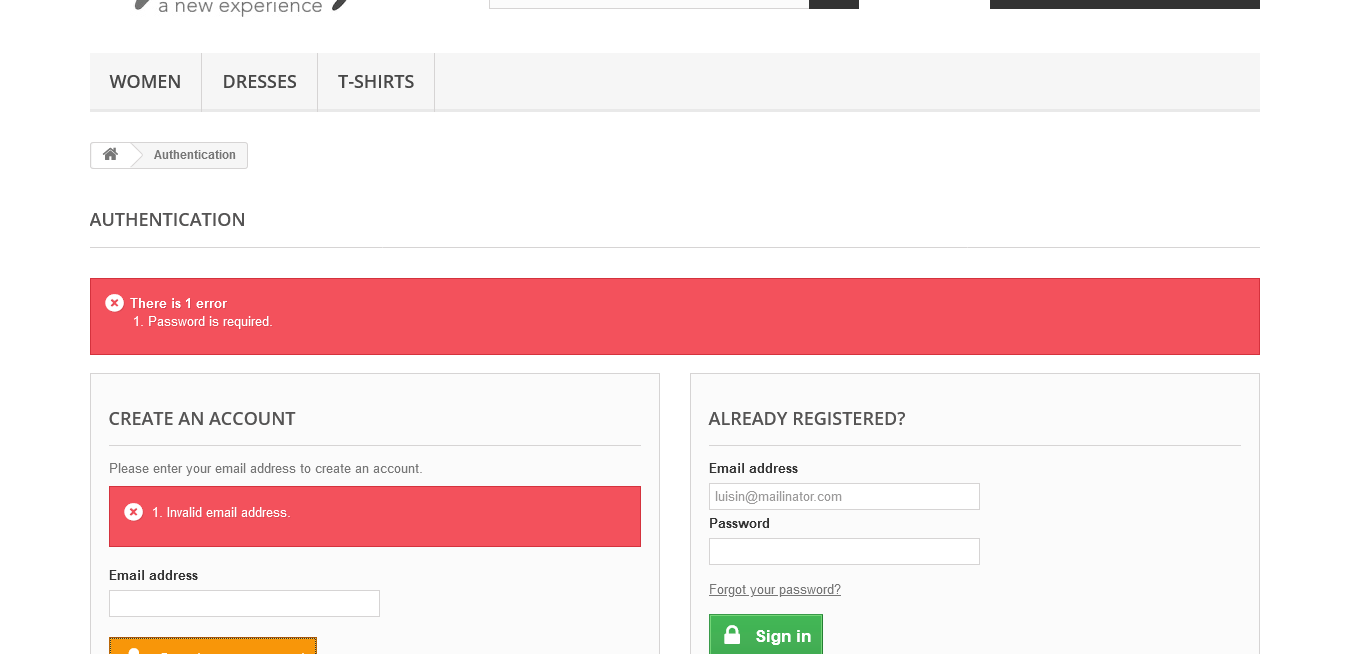 a new experience
WOMEN
DRESSES
T-SHIRTS
Authentication
AUTHENTICATION
There is 1 error
1. Password is required.
CREATE AN ACCOUNT
Please enter your email address to create an account.
1. Invalid email address.
Email address
ALREADY REGISTERED?
Email address
luisin@mailinator.com
Password
Forgot your password?
Sign in